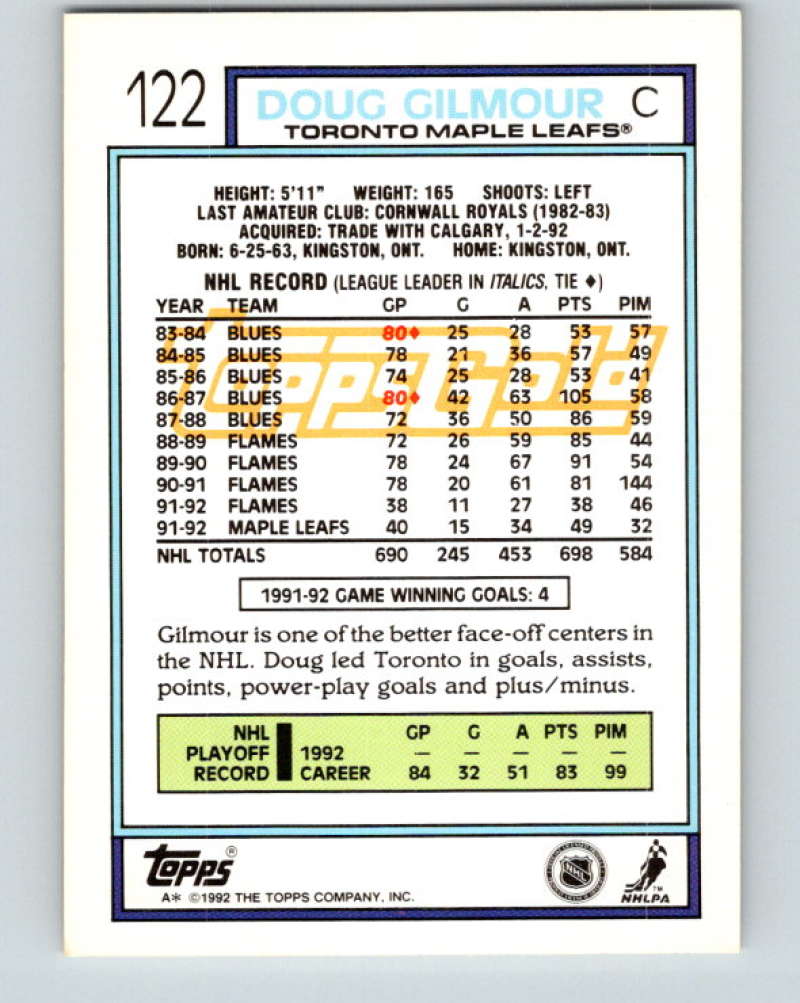 122
DOUG GILMOUR C
TORONTO MAPLE LEAFS®
HEIGHT: 5'11" WEIGHT: 165 SHOOTS: LEFT
LAST AMATEUR CLUB: CORNWALL ROYALS (1982-83)
ACQUIRED: TRADE WITH CALGARY, 1-2-92
BORN: 6-25-63, KINGSTON, ONT. HOME: KINGSTON, ONT.
NHL RECORD (LEAGUE LEADER IN ITALICS, TIE ♦)
YEAR TEAM GP G A PTS PIM
83-84 BLUES 80♦ 25 28 53 57
84-85 BLUES 78 21 36 57 49
85-86 BLUES 74 25 28 53 41
86-87 BLUES 80♦ 42 63 105 58
87-88 BLUES 72 36 50 86 59
88-89 FLAMES 72 26 59 85 44
89-90 FLAMES 78 24 67 91 54
90-91 FLAMES 78 20 61 81 144
91-92 FLAMES 38 11 27 38 46
91-92 MAPLE LEAFS 40 15 34 49 32
NHL TOTALS 690 245 453 698 584
ToppsGold
1991-92 GAME WINNING GOALS: 4
Gilmour is one of the better face-off centers in
the NHL. Doug led Toronto in goals, assists,
points, power-play goals and plus/minus.
NHL GP G A PTS PIM
PLAYOFF 1992 — — — — —
RECORD CAREER 84 32 51 83 99
Topps®
A* ©1992 THE TOPPS COMPANY, INC.
NHL
NHLPA™